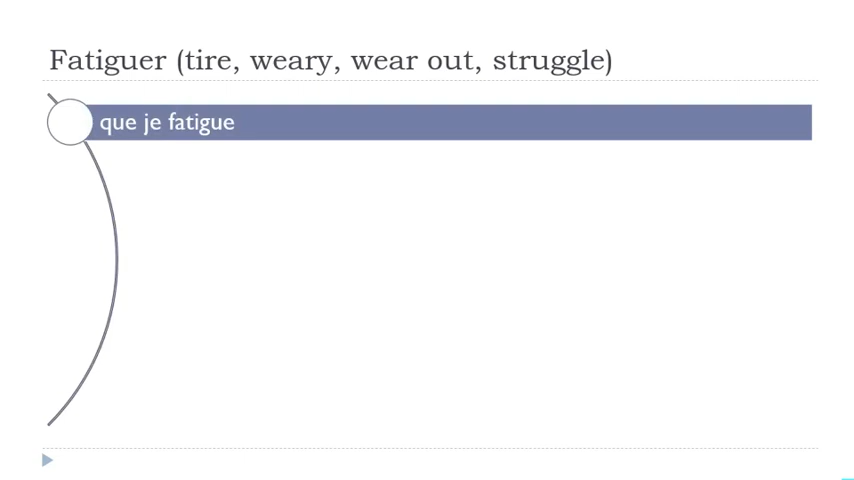 Fatiguer (tire, weary, wear out, struggle)
que je fatigue